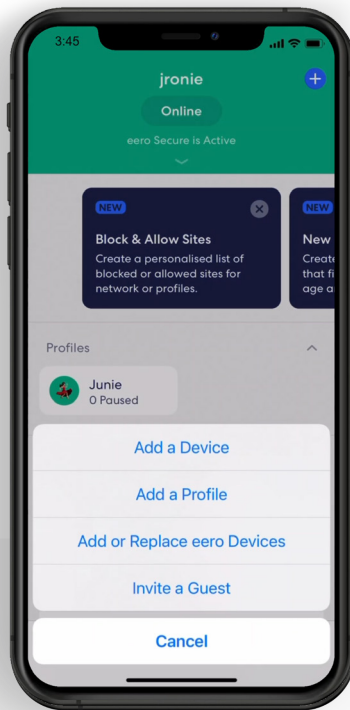 3:45
jronie
Online
eero Secure is Active
NEW
Block & Allow Sites
Create a personalised list of
blocked or allowed sites for
network or profiles.
NEW
New
Create
that fi
age a
Profiles
Junie
0 Paused
Add a Device
Add a Profile
Add or Replace eero Devices
Invite a Guest
Cancel